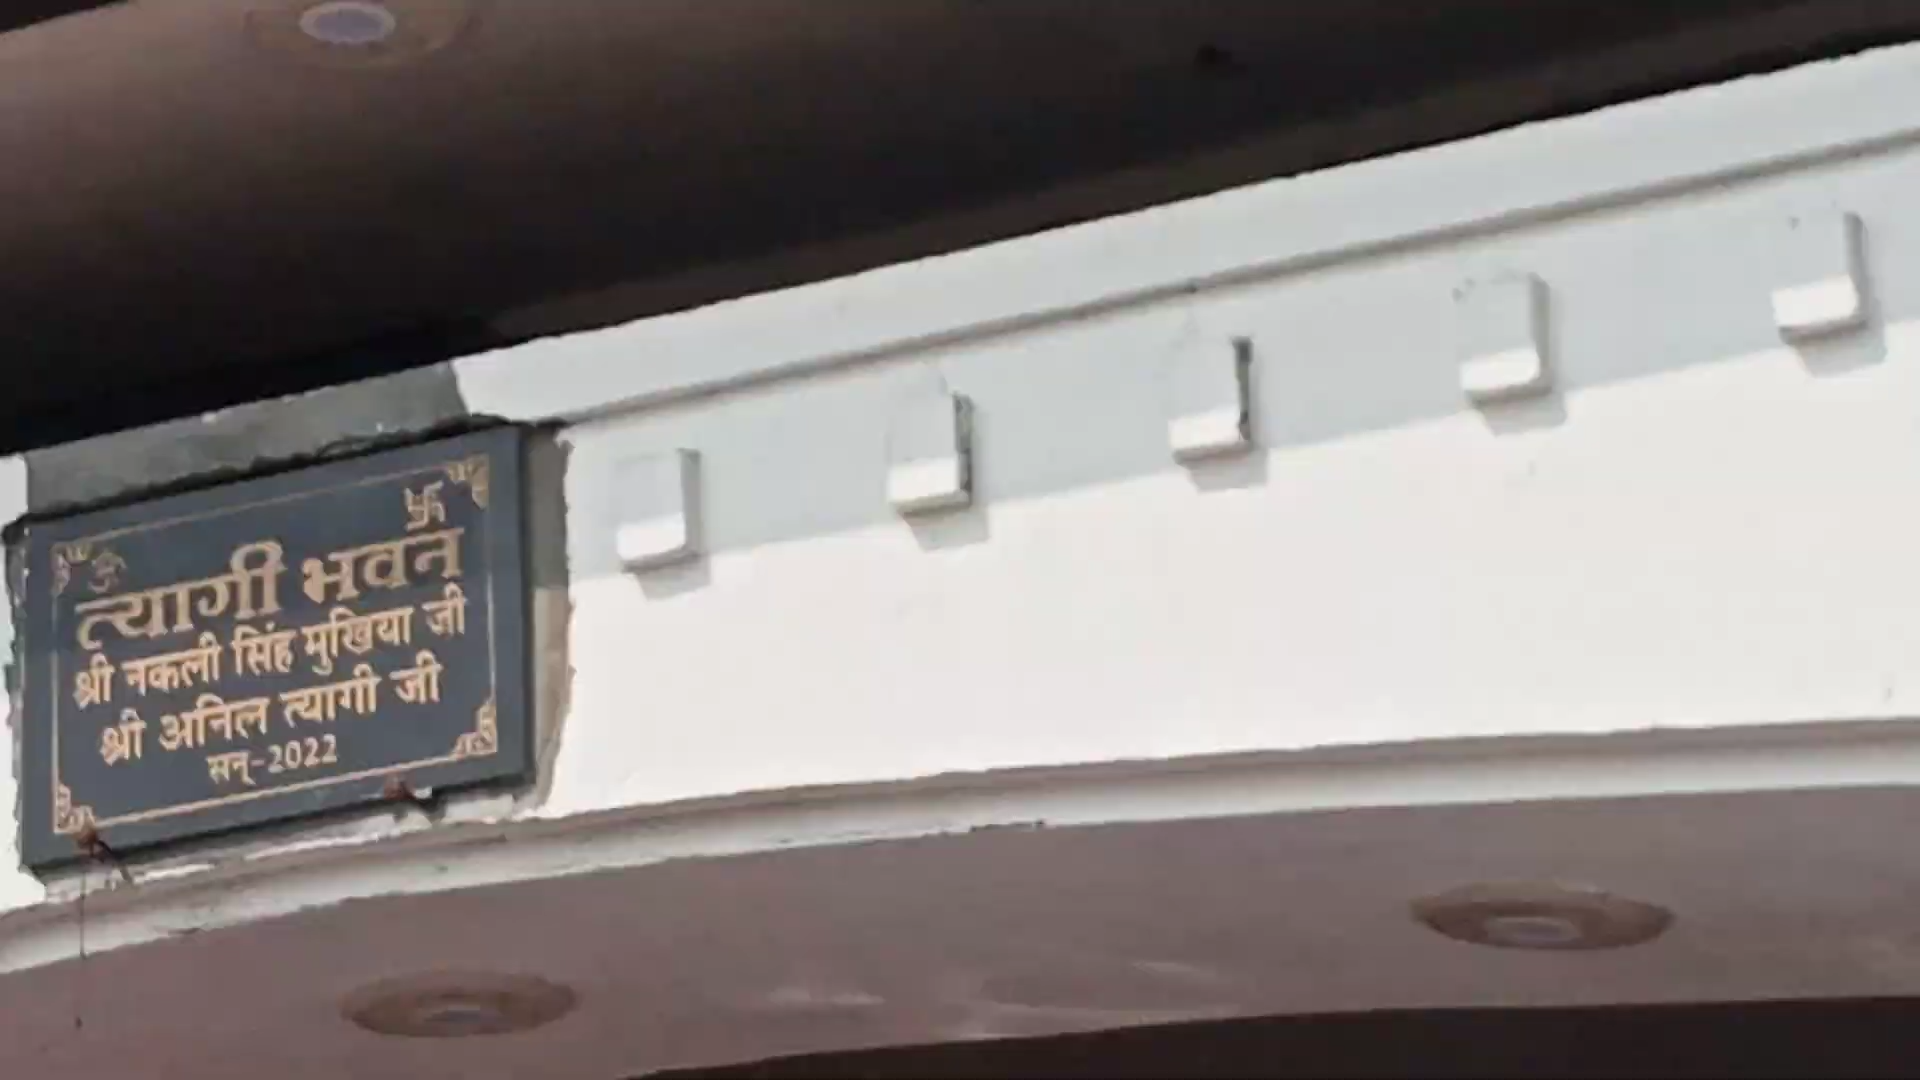 त्यागी भवन
श्री नकली सिंह मुखिया जी
श्री अनिल त्यागी जी
सन्-2022